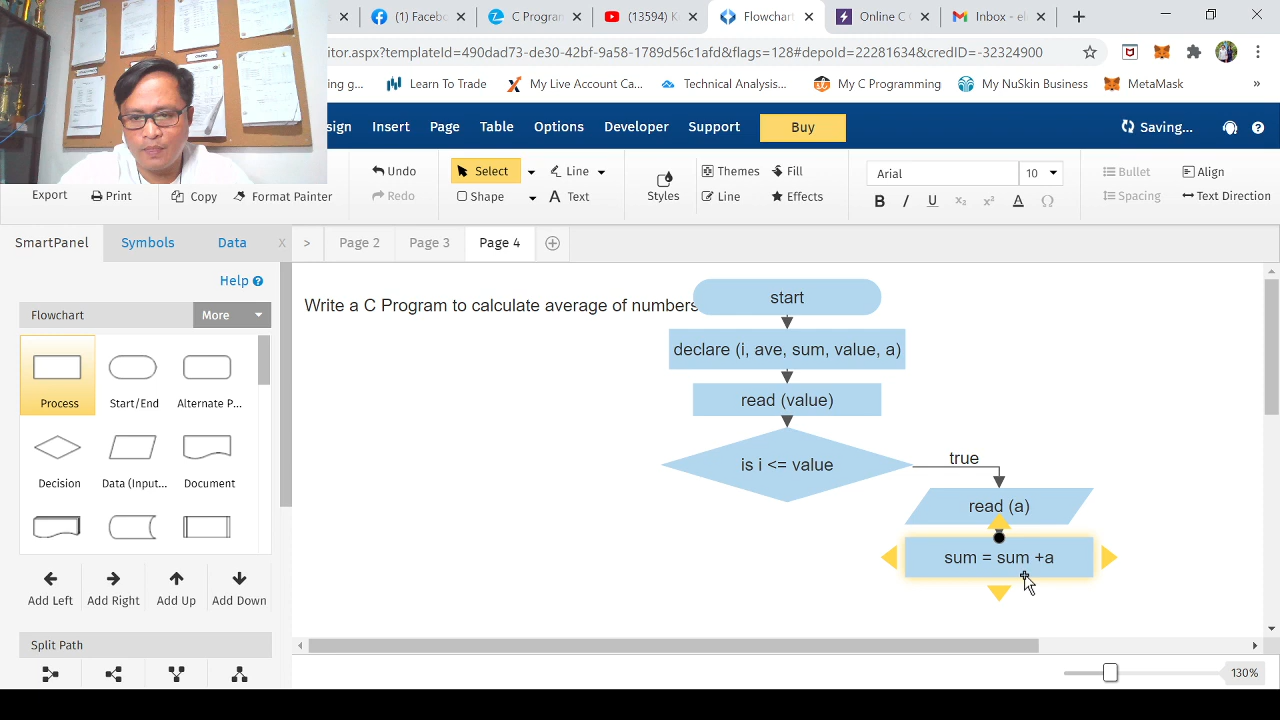 (1) Faceb
C Program
(13594) K
Flowchart
Online C
Inbox - el
itor.aspx?templateId=490dad73-de30-42bf-9a58-1789d56c1afd&flags=128#depoId=22281634&credID=-32324900
ing g...
Learn To Trade
My Live Account Ca...
Technical Analysis...
My C Programming
My NuSkin Business
MetaMask
»
sign
Insert
Page
Table
Options
Developer
Support
Buy
Saving...
Undo
Select
Line
Themes
Fill
Arial
10
Bullet
Align
Export
Print
Copy
Format Painter
Redo
Shape
Text
Styles
Line
Effects
B
I
U
Spacing
Text Direction
SmartPanel
Symbols
Data
X
>
Page 2
Page 3
Page 4
Help
Flowchart
More
Process
Start/End
Alternate P...
Decision
Data (Input...
Document
Add Left
Add Right
Add Up
Add Down
Split Path
Write a C Program to calculate average of numbers
start
declare (i, ave, sum, value, a)
read (value)
is i <= value
true
read (a)
sum = sum +a
130%